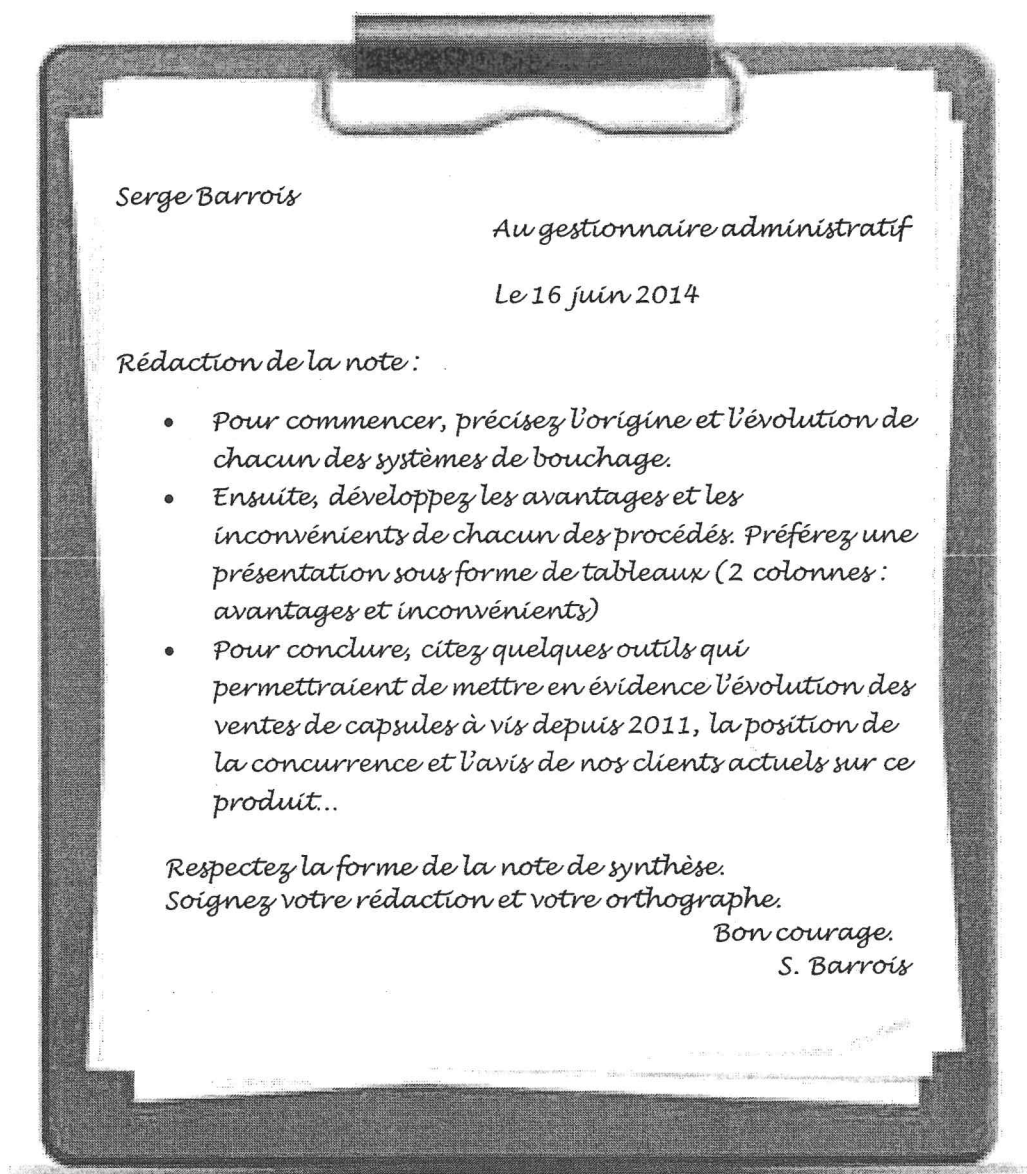 Serge Barrois
Au gestionnaire administratif
Le 16 juin 2014
Rédaction de la note :
• Pour commencer, précisez l'origine et l'évolution de
chacun des systèmes de bouchage.
• Ensuite, développez les avantages et les
inconvénients de chacun des procédés. Préférez une
présentation sous forme de tableaux (2 colonnes :
avantages et inconvénients)
• Pour conclure, citez quelques outils qui
permettraient de mettre en évidence l'évolution des
ventes de capsules à vis depuis 2011, la position de
la concurrence et l'avis de nos clients actuels sur ce
produit...
Respectez la forme de la note de synthèse.
Soignez votre rédaction et votre orthographe.
Bon courage.
S. Barrois